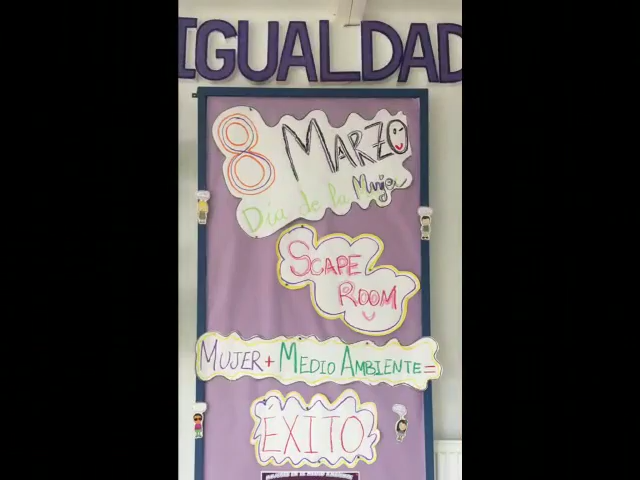 IGUALDAD
8 MARZO
Día de la Mujer
SCAPE
ROOM
MUJER + MEDIO AMBIENTE =
ÉXITO